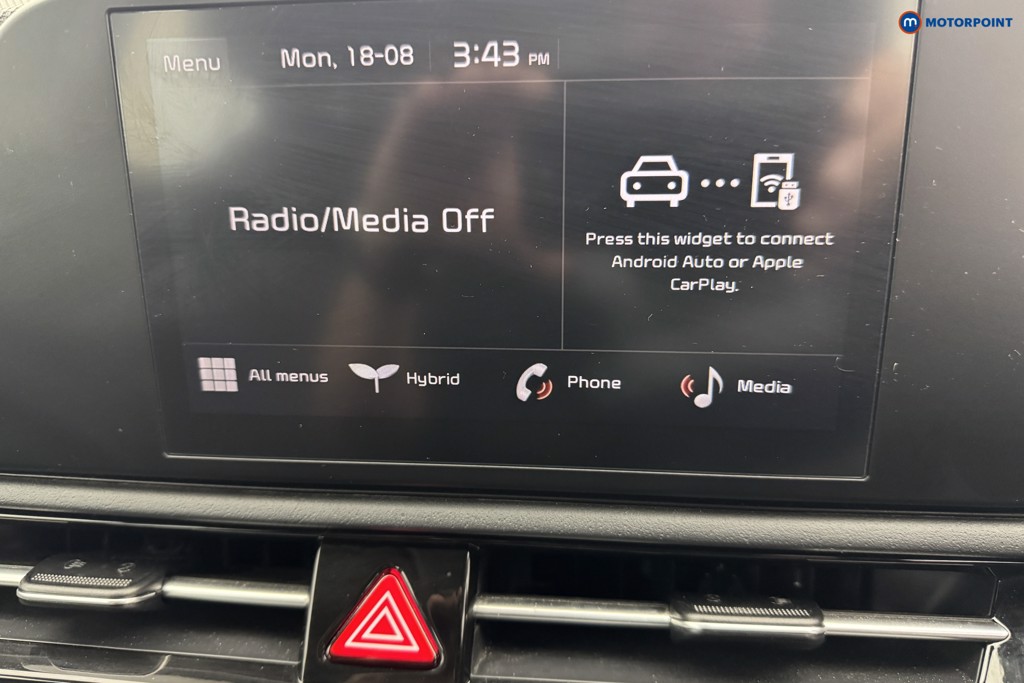 m MOTORPOINT
Menu
Mon, 18-08
3:43 PM
Radio/Media Off
Press this widget to connect
Android Auto or Apple
CarPlay.
All menus
Hybrid
Phone
Media